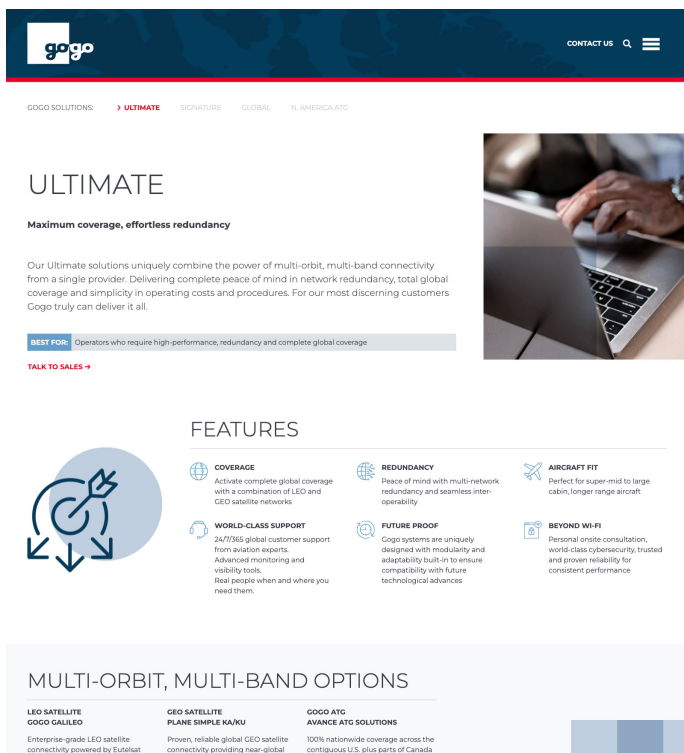 gogo
CONTACT US
GOGO SOLUTIONS:
ULTIMATE
SIGNATURE
GLOBAL
N. AMERICA ATG
ULTIMATE
Maximum coverage, effortless redundancy
Our Ultimate solutions uniquely combine the power of multi-orbit, multi-band connectivity
from a single provider. Delivering complete peace of mind in network redundancy, total global
coverage and simplicity in operating costs and procedures. For our most discerning customers
Gogo truly can deliver it all.
BEST FOR: Operators who require high-performance, redundancy and complete global coverage
TALK TO SALES →
FEATURES
COVERAGE
Activate complete global coverage
with a combination of LEO and
GEO satellite networks
REDUNDANCY
Peace of mind with multi-network
redundancy and seamless inter-
operability
AIRCRAFT FIT
Perfect for super-mid to large
cabin, longer range aircraft
WORLD-CLASS SUPPORT
24/7/365 global customer support
from aviation experts.
Advanced monitoring and
visibility tools.
Real people when and where you
need them.
FUTURE PROOF
Gogo systems are uniquely
designed with modularity and
adaptability built-in to ensure
compatibility with future
technological advances
BEYOND WI-FI
Personal onsite consultation,
world-class cybersecurity, trusted
and proven reliability for
consistent performance
MULTI-ORBIT, MULTI-BAND OPTIONS
LEO SATELLITE
GOGO GALILEO
Enterprise-grade LEO satellite
connectivity powered by Eutelsat
GEO SATELLITE
PLANE SIMPLE KA/KU
Proven, reliable global GEO satellite
connectivity providing near-global
GOGO ATG
AVANCE ATG SOLUTIONS
100% nationwide coverage across the
contiguous U.S. plus parts of Canada